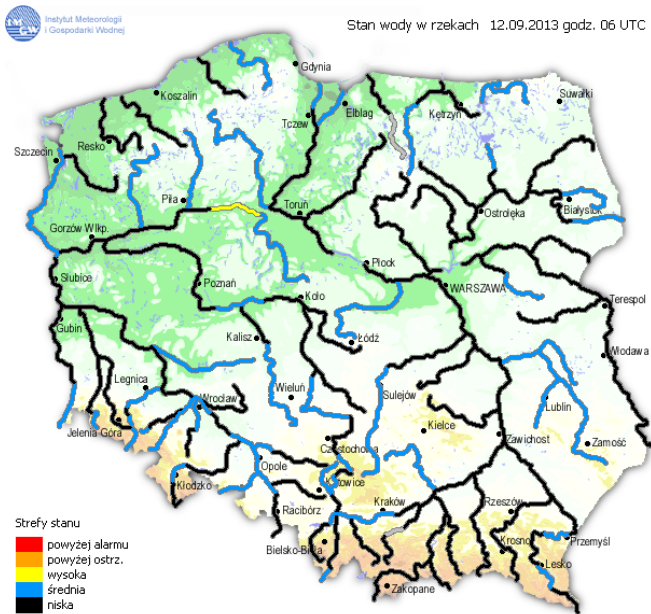 Instytut Meteorologii
i Gospodarki Wodnej
IMGW
Stan wody w rzekach 12.09.2013 godz. 06 UTC
Gdynia
Koszalin
Suwałki
Tczew
Elbląg
Kętrzyn
Resko
Szczecin
Piła
Toruń
Ostrołęka
Białystok
Gorzów Wlkp.
Płock
Słubice
Poznań
WARSZAWA
Koło
Terespol
Gubin
Kalisz
Łódź
Włodawa
Legnica
Wieluń
Sulejów
Wrocław
Lublin
Jelenia Góra
Kielce
Zawichost
Zamość
Częstochowa
Opole
Kłodzko
Katowice
Racibórz
Kraków
Rzeszów
Bielsko-Biała
Krosno
Przemyśl
Lesko
Zakopane
Strefy stanu
powyżej alarmu
powyżej ostrz.
wysoka
średnia
niska